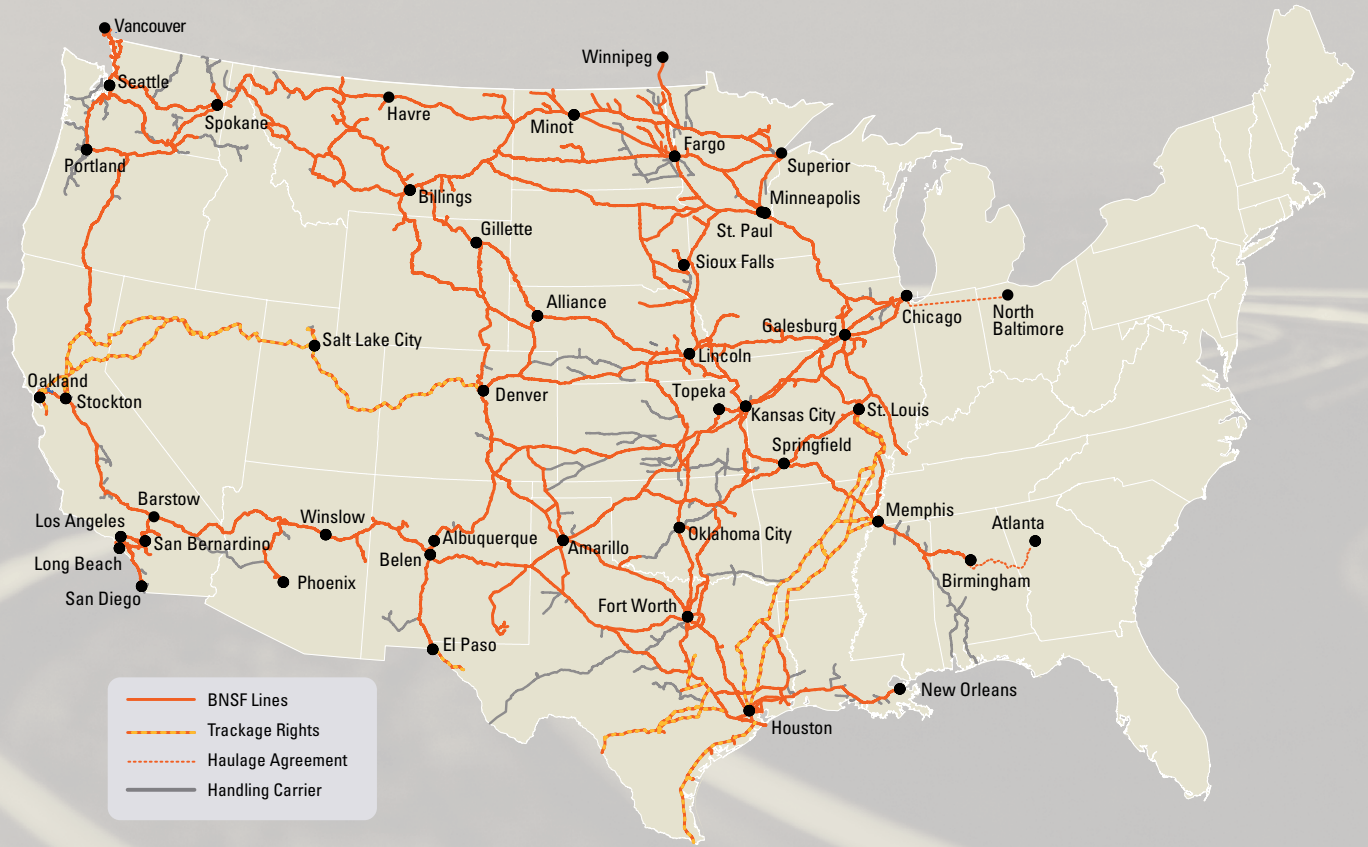 Vancouver
Winnipeg
Seattle
Havre
Minot
Spokane
Fargo
Portland
Superior
Billings
Minneapolis
Gillette
St. Paul
Sioux Falls
Alliance
Chicago
North
Baltimore
Galesburg
Salt Lake City
Lincoln
Oakland
Stockton
Denver
Topeka
Kansas City
St. Louis
Springfield
Barstow
Winslow
Memphis
Los Angeles
San Bernardino
Albuquerque
Amarillo
Oklahoma City
Atlanta
Long Beach
Belen
Phoenix
Birmingham
San Diego
Fort Worth
El Paso
New Orleans
Houston
BNSF Lines
Trackage Rights
Haulage Agreement
Handling Carrier